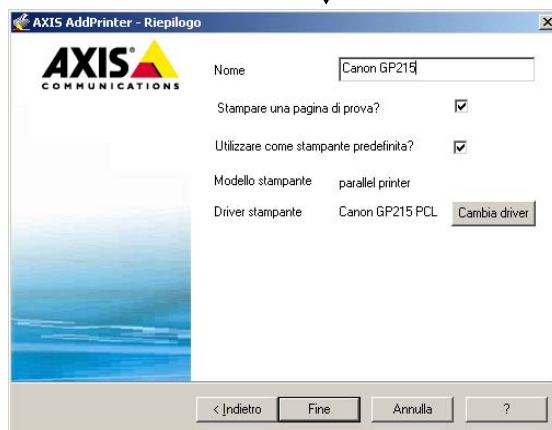 AXIS AddPrinter - Riepilogo
AXIS
COMMUNICATIONS
Nome Canon GP215
Stampare una pagina di prova?
Utilizzare come stampante predefinita?
Modello stampante parallel printer
Driver stampante Canon GP215 PCL Cambia driver
< Indietro Fine Annulla ?